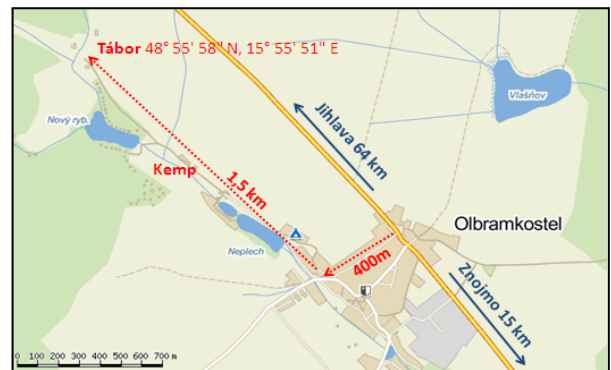 Tábor 48° 55' 58" N, 15° 55' 51" E
Vlašňov
Jihlava 64 km
Nový ryb.
Kemp
1,5 km
Olbramkostel
Neplech
400m
Znojmo 15 km
0 100 200 300 400 500 600 700 m